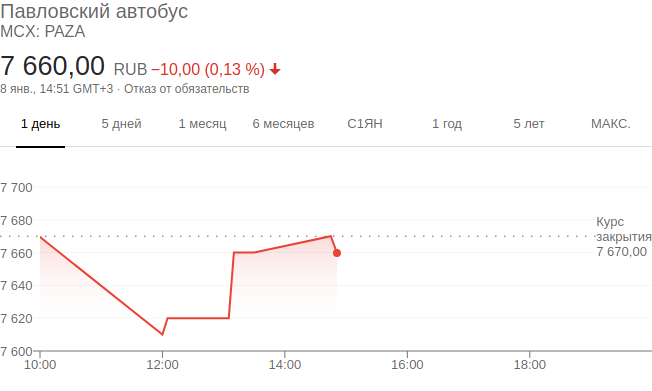 Павловский автобус
MCX: PAZA
7 660,00 RUB −10,00 (0,13 %)
8 янв., 14:51 GMT+3 · Отказ от обязательств
1 день 5 дней 1 месяц 6 месяцев С1ЯН 1 год 5 лет МАКС.
7 700
7 680
Курс
закрытия
7 660
7 670,00
7 640
7 620
7 600
10:00 12:00 14:00 16:00 18:00